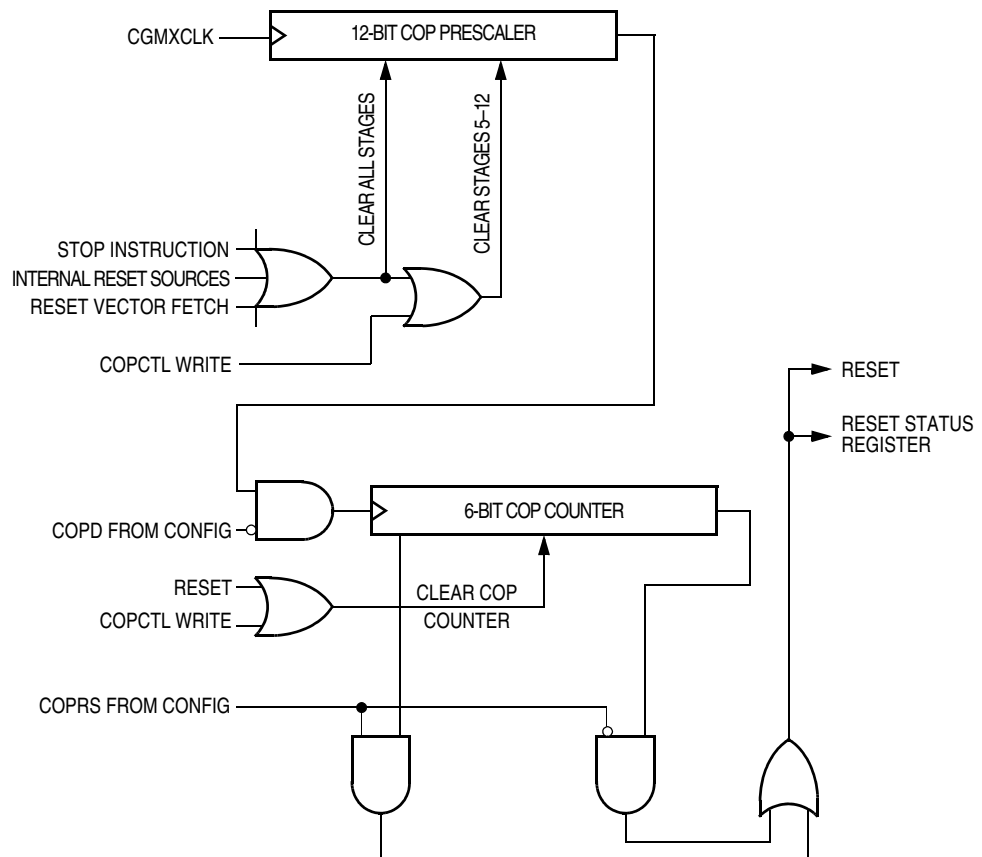 12-BIT COP PRESCALER
CGMXCLK
CLEAR ALL STAGES
CLEAR STAGES 5–12
STOP INSTRUCTION
INTERNAL RESET SOURCES
RESET VECTOR FETCH
COPCTL WRITE
RESET
RESET STATUS
REGISTER
6-BIT COP COUNTER
COPD FROM CONFIG
RESET
CLEAR COP
COUNTER
COPCTL WRITE
COPRS FROM CONFIG